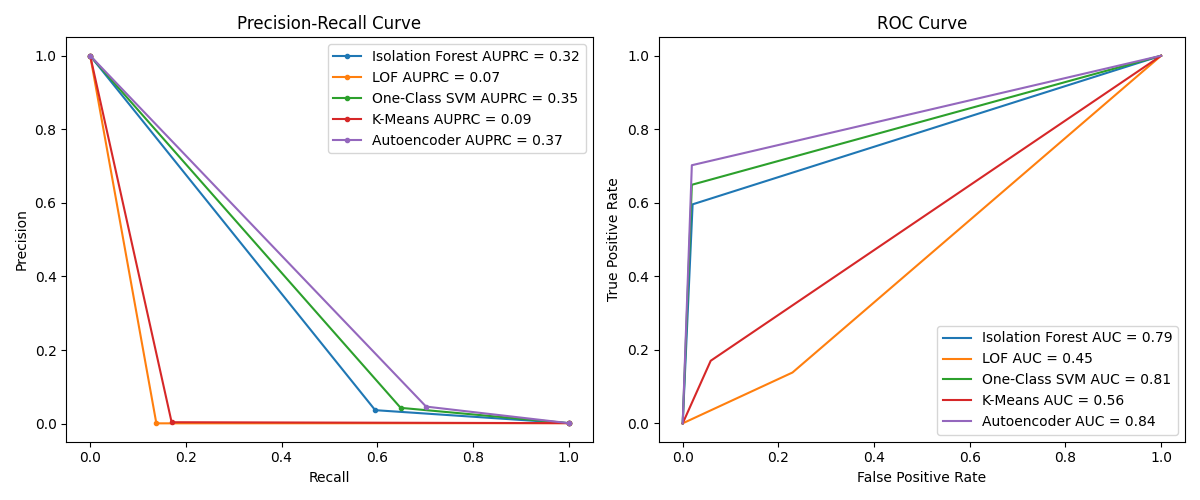 Precision-Recall Curve
Precision
1.0
0.8
0.6
0.4
0.2
0.0
0.0 0.2 0.4 0.6 0.8 1.0
Recall
Isolation Forest AUPRC = 0.32
LOF AUPRC = 0.07
One-Class SVM AUPRC = 0.35
K-Means AUPRC = 0.09
Autoencoder AUPRC = 0.37
ROC Curve
True Positive Rate
1.0
0.8
0.6
0.4
0.2
0.0
0.0 0.2 0.4 0.6 0.8 1.0
False Positive Rate
Isolation Forest AUC = 0.79
LOF AUC = 0.45
One-Class SVM AUC = 0.81
K-Means AUC = 0.56
Autoencoder AUC = 0.84